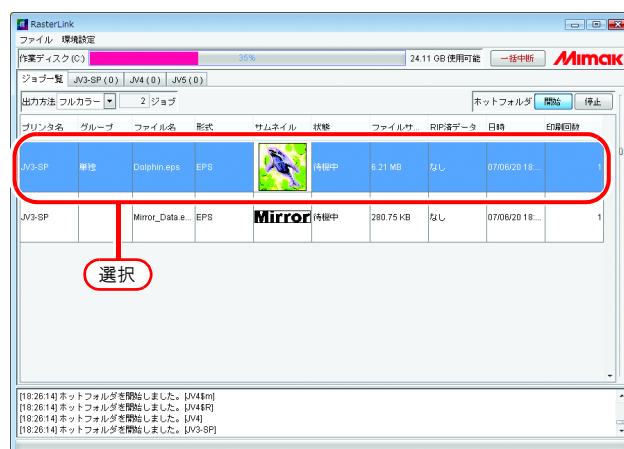 RasterLink
ファイル 環境設定
作業ディスク(C:) 35% 24.11 GB 使用可能 一括中断 Mimaki
ジョブ一覧 JV3-SP ( 0 ) JV4 ( 0 ) JV5 ( 0 )
出力方法 フルカラー 2 ジョブ ホットフォルダ 開始 停止
プリンタ名 グループ ファイル名 形式 サムネイル 状態 ファイルサ... RIP済データ 日時 印刷回数
JV3-SP 単独 Dolphin.eps EPS 待機中 6.21 MB なし 07/06/20 18:... 1
JV3-SP Mirror_Data.e... EPS Mirror 待機中 280.75 KB なし 07/06/20 18:... 1
選択
[18:26:14] ホットフォルダを開始しました。[JV4$m]
[18:26:14] ホットフォルダを開始しました。[JV4$R]
[18:26:14] ホットフォルダを開始しました。[JV4]
[18:26:14] ホットフォルダを開始しました。[JV3-SP]